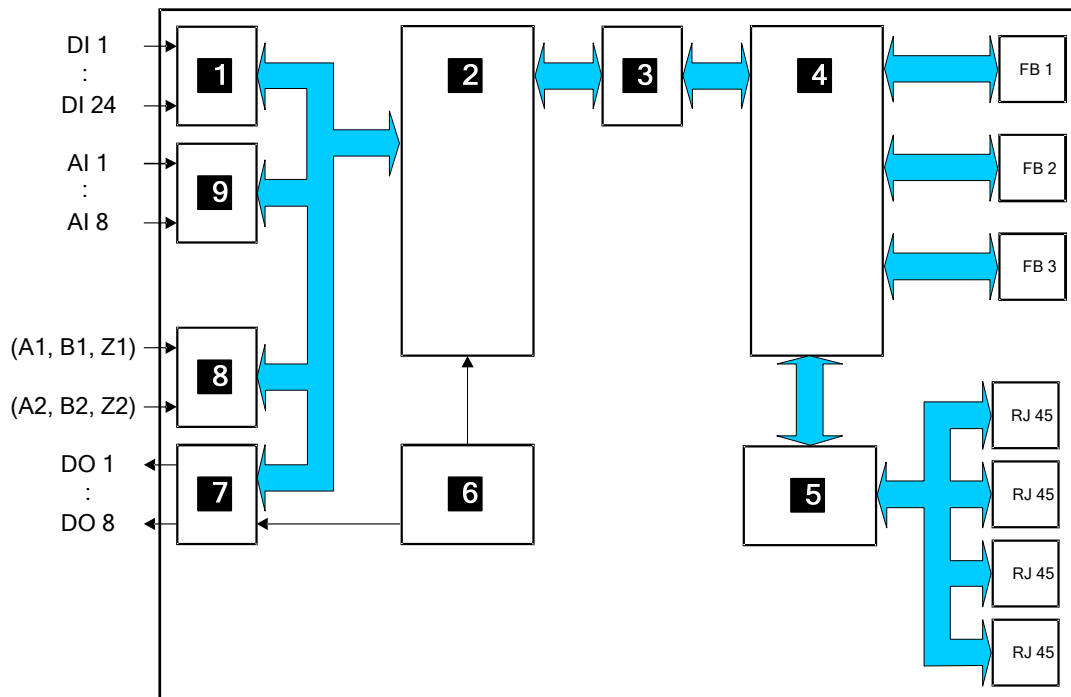 DI 1
:
DI 24
AI 1
:
AI 8
(A1, B1, Z1)
(A2, B2, Z2)
DO 1
:
DO 8
1
9
8
7
2
6
3
4
5
FB 1
FB 2
FB 3
RJ 45
RJ 45
RJ 45
RJ 45